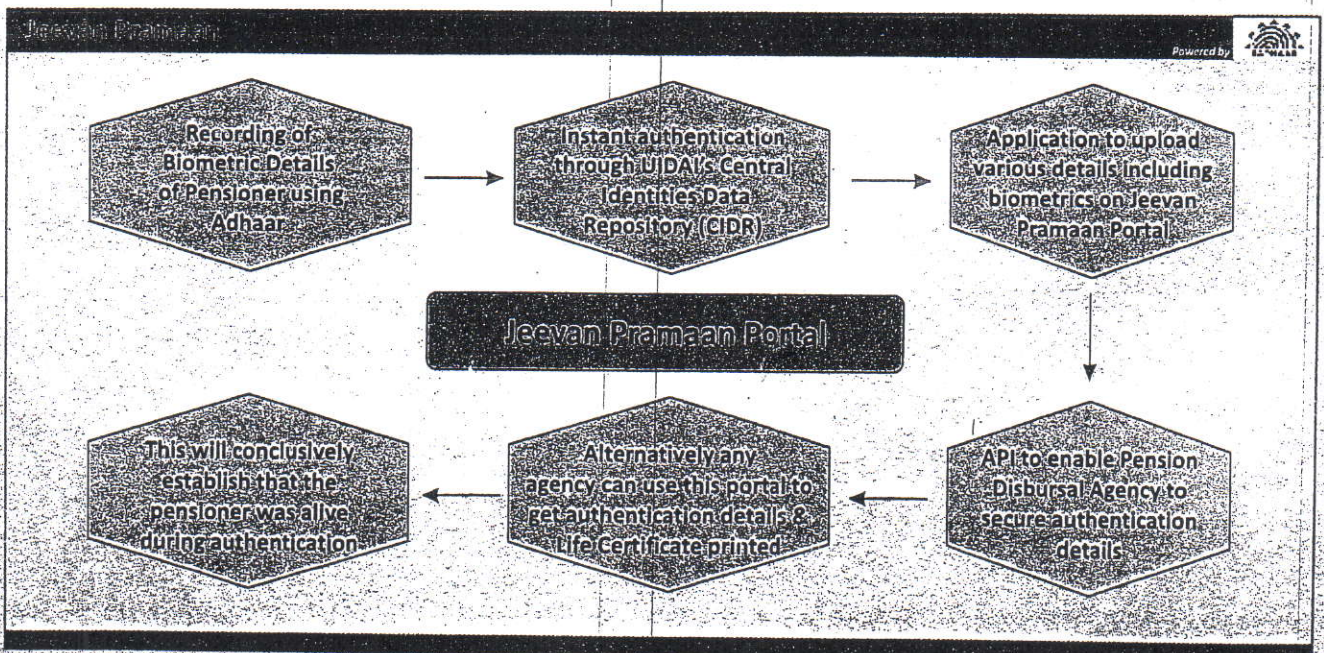 Jeevan Pramaan
Powered by
Recording of
Biometric Details
of Pensioner using
Adhaar
Instant authentication
through UIDAI's Central
Identities Data
Repository (CIDR)
Application to upload
various details including
biometrics on Jeevan
Pramaan Portal
Jeevan Pramaan Portal
This will conclusively
establish that the
pensioner was alive
during authentication
Alternatively any
agency can use this portal to
get authentication details &
Life Certificate printed
API to enable Pension
Disbursal Agency to
secure authentication
details